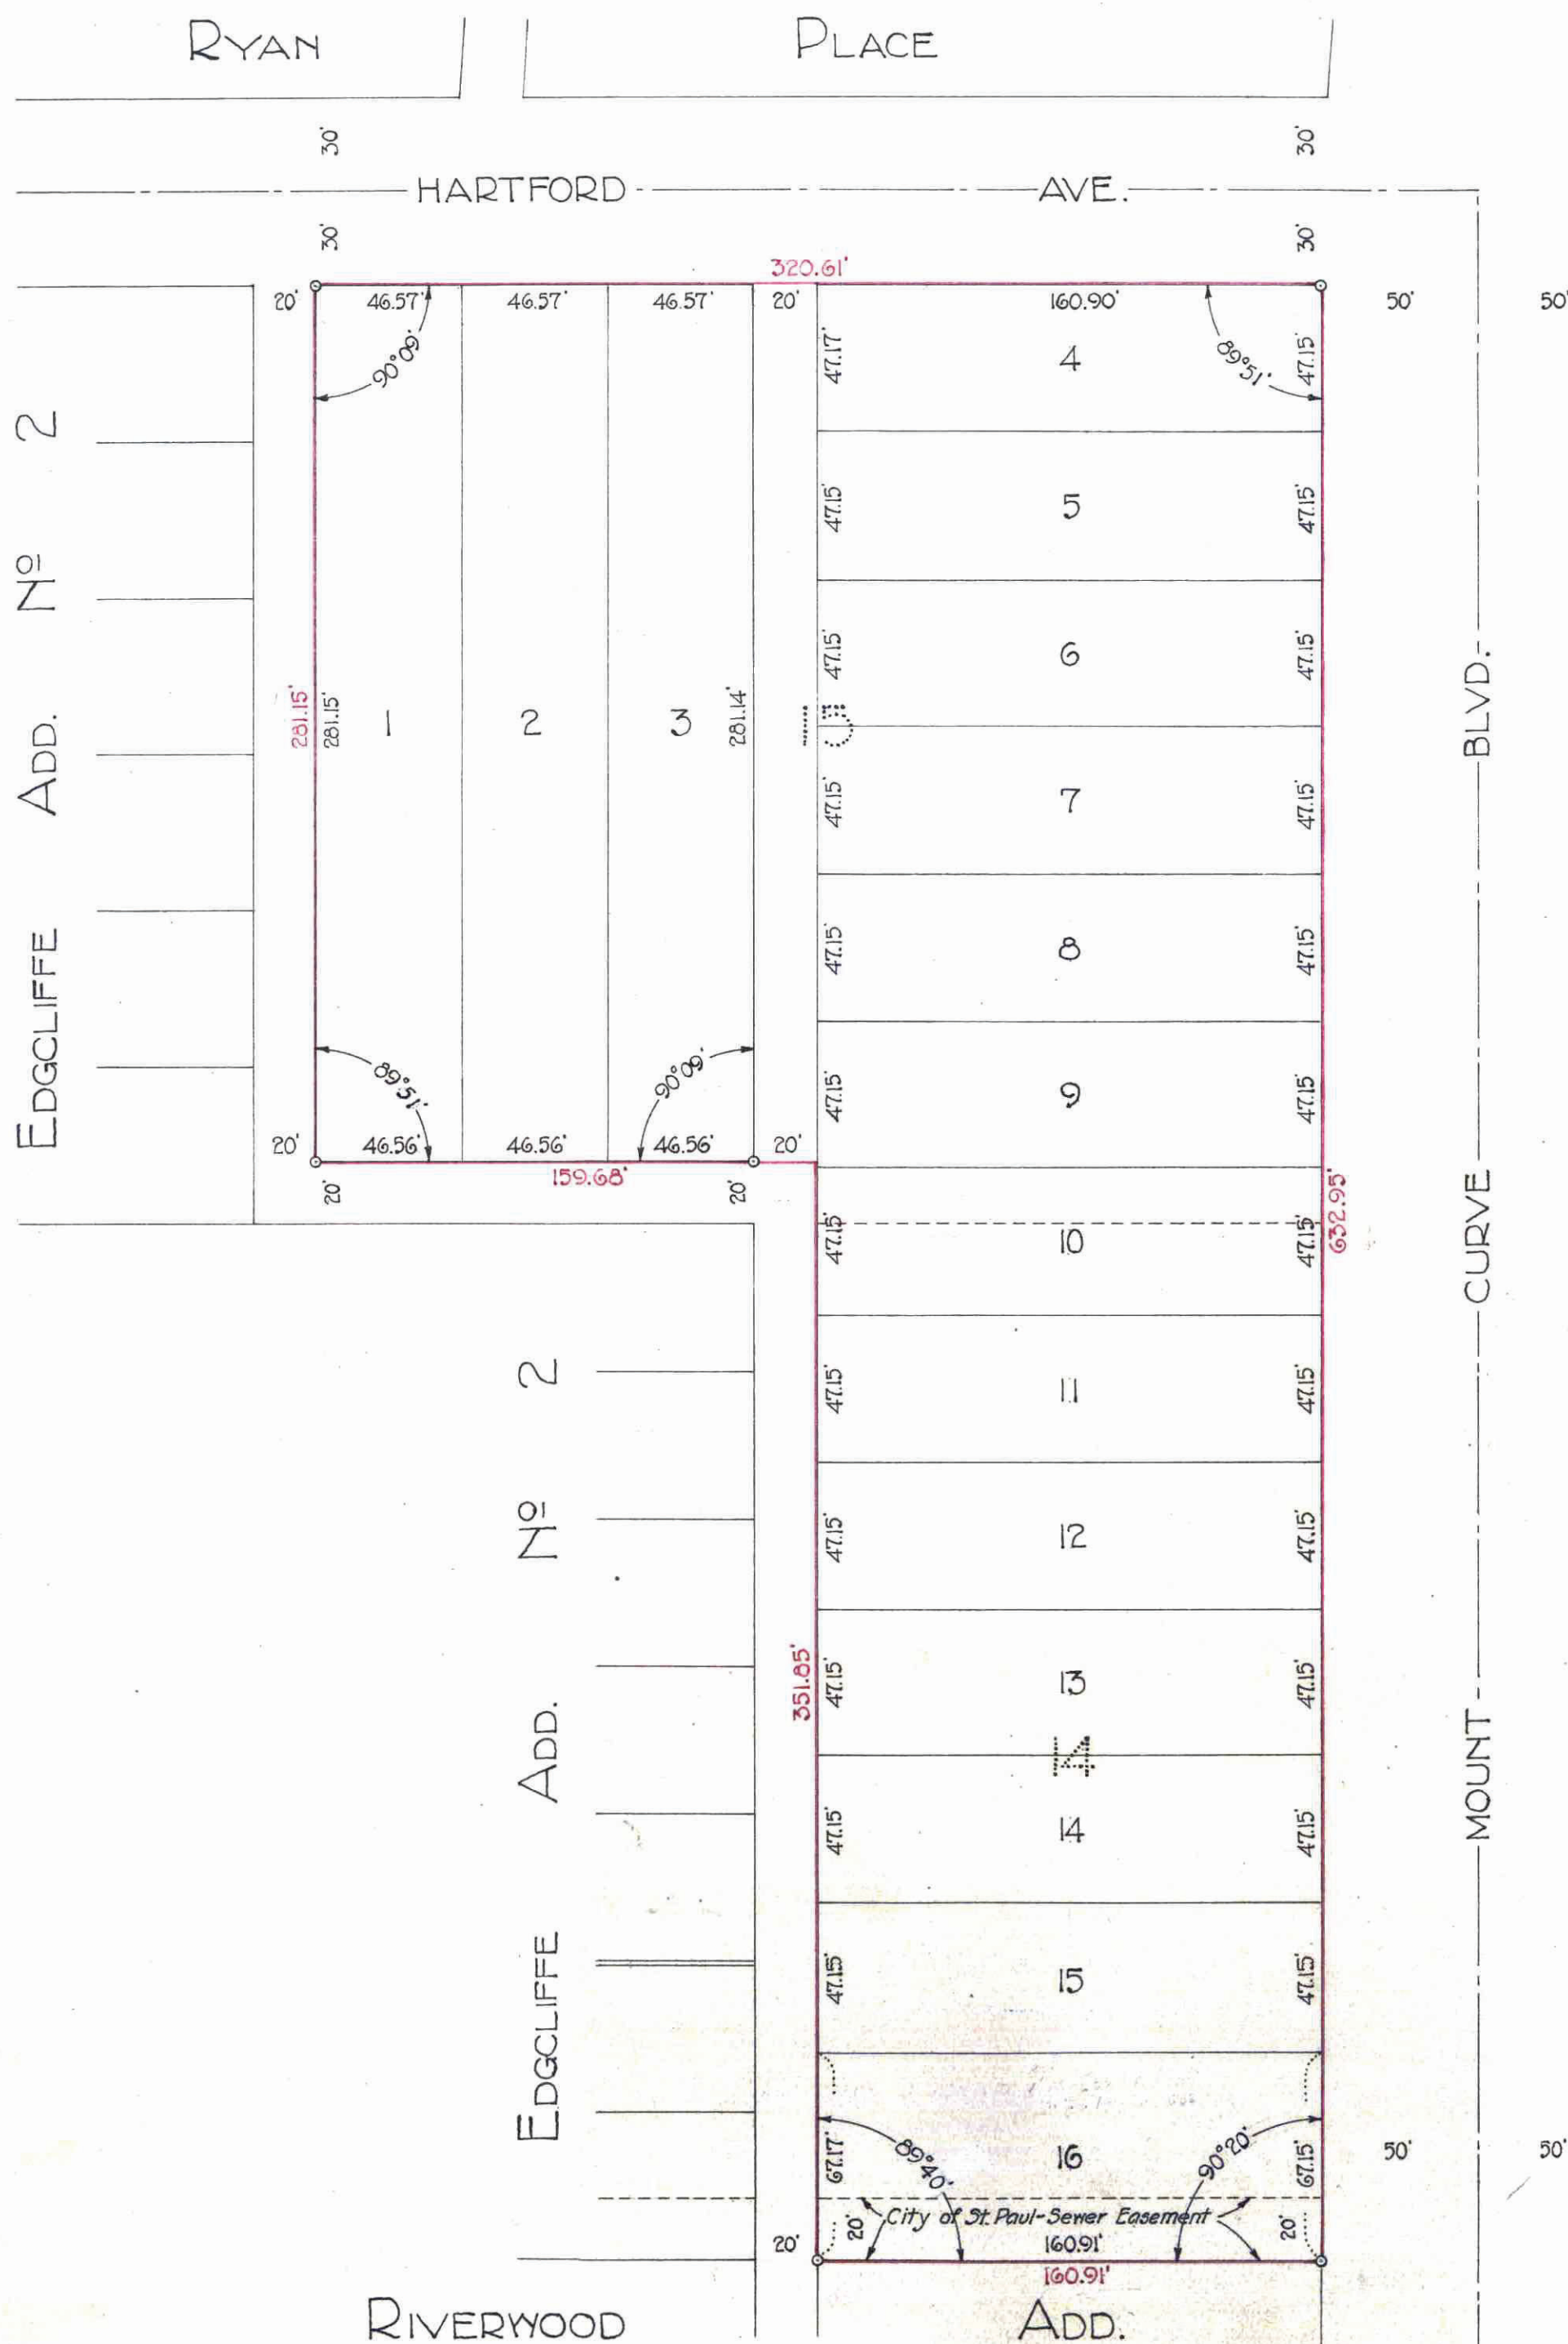 RYAN PLACE
30' 30'
HARTFORD AVE.
30' 30'
320.61'
20' 46.57' 46.57' 46.57' 20' 160.90' 50' 50'
90°09' 47.17' 4 89°51' 47.15'
47.15' 5 47.15'
47.15' 6 47.15'
281.15' 281.15' 1 2 3 281.14' 15
47.15' 7 47.15'
47.15' 8 47.15'
47.15' 9 47.15'
89°51' 90°09'
20' 46.56' 46.56' 46.56' 20'
159.68'
20' 20'
47.15' 10 47.15' 632.95'
47.15' 11 47.15'
47.15' 12 47.15'
351.85' 47.15' 13 47.15'
14
47.15' 14 47.15'
47.15' 15 47.15'
67.17' 89°40' 16 90°20' 67.15' 50' 50'
20' City of St. Paul-Sewer Easement 20'
20' 160.91'
160.91'
RIVERWOOD ADD.
EDGCLIFFE ADD. Nº 2
EDGCLIFFE ADD. Nº 2
MOUNT CURVE BLVD.